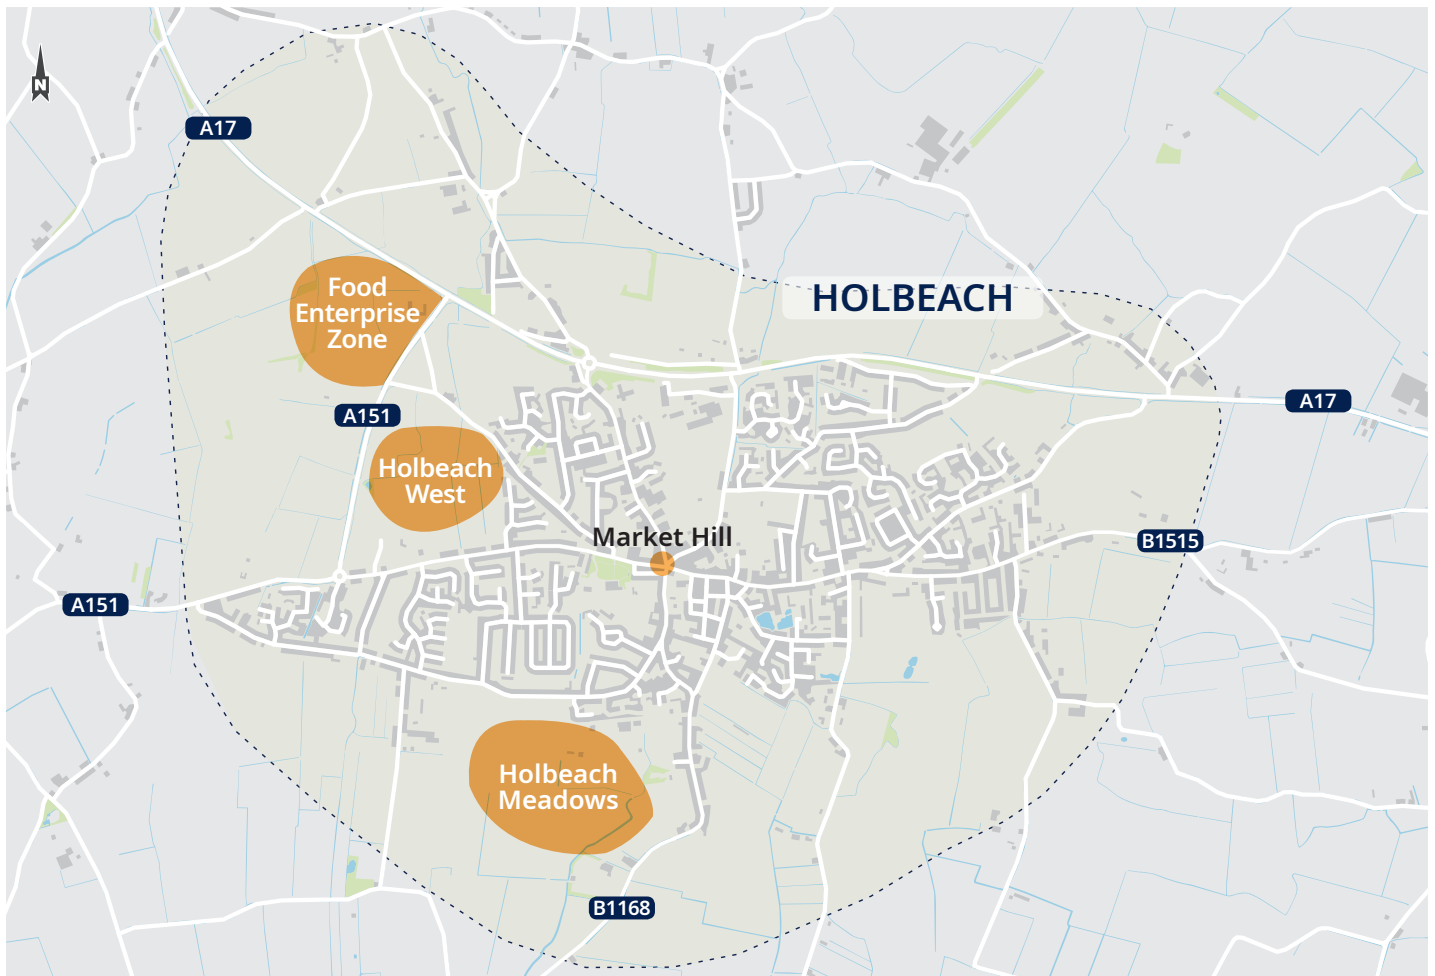 N
A17
HOLBEACH
Food
Enterprise
Zone
A17
A151
Holbeach
West
Market Hill
B1515
A151
Holbeach
Meadows
B1168